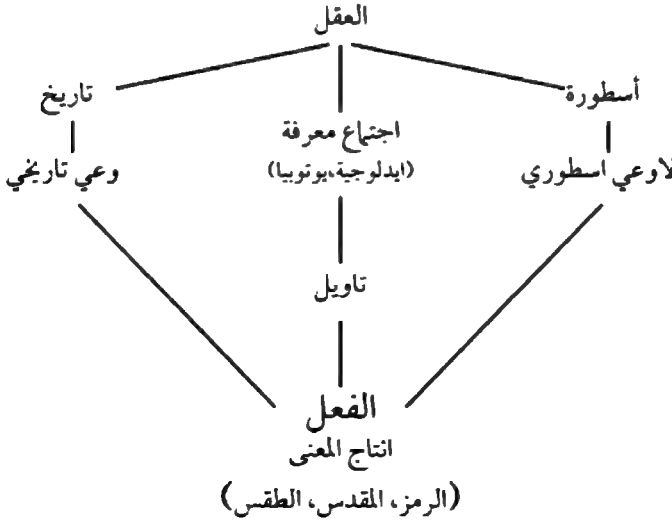 العقل
أسطورة
تاريخ
اجتماع معرفة
لاوعي اسطوري
(ايدلوجية،يوتوبيا)
وعي تاريخي
تاويل
الفعل
انتاج المعنى
(الرمز، المقدس، الطقس)